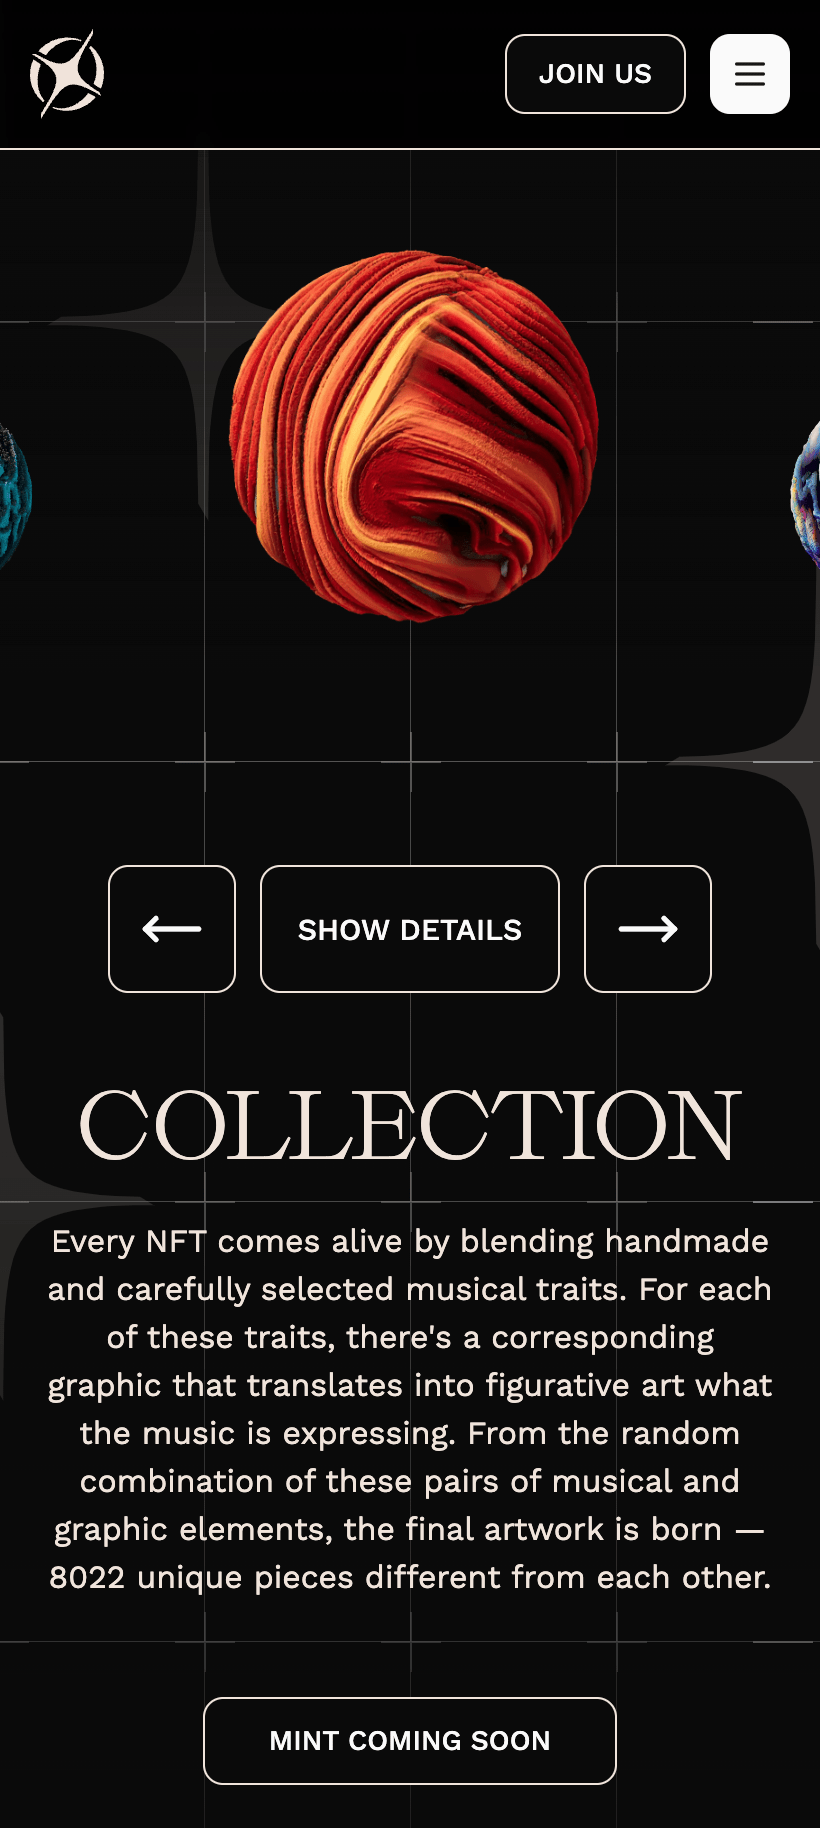 JOIN US
SHOW DETAILS
COLLECTION
Every NFT comes alive by blending handmade
and carefully selected musical traits. For each
of these traits, there's a corresponding
graphic that translates into figurative art what
the music is expressing. From the random
combination of these pairs of musical and
graphic elements, the final artwork is born —
8022 unique pieces different from each other.
MINT COMING SOON